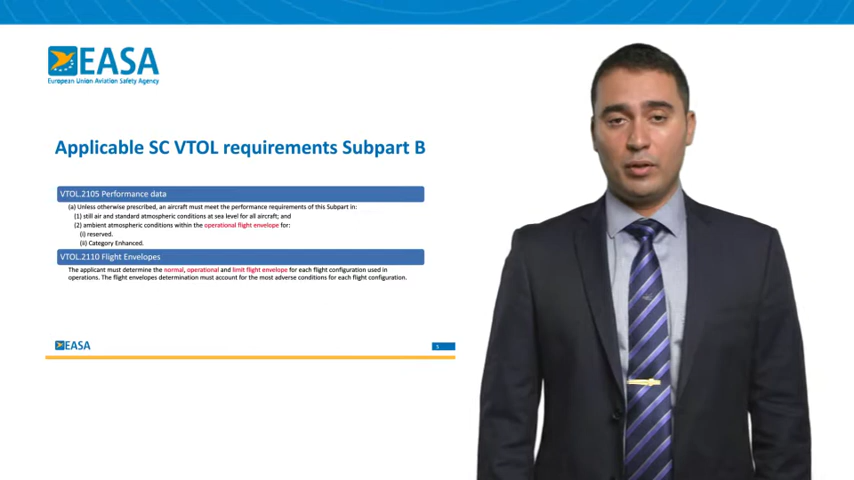 EASA
European Union Aviation Safety Agency
Applicable SC VTOL requirements Subpart B
VTOL.2105 Performance data
(a) Unless otherwise prescribed, an aircraft must meet the performance requirements of this Subpart in:
(1) still air and standard atmospheric conditions at sea level for all aircraft; and
(2) ambient atmospheric conditions within the operational flight envelope for:
(i) reserved.
(ii) Category Enhanced.
VTOL.2110 Flight Envelopes
The applicant must determine the normal, operational and limit flight envelope for each flight configuration used in
operations. The flight envelopes determination must account for the most adverse conditions for each flight configuration.
EASA
5